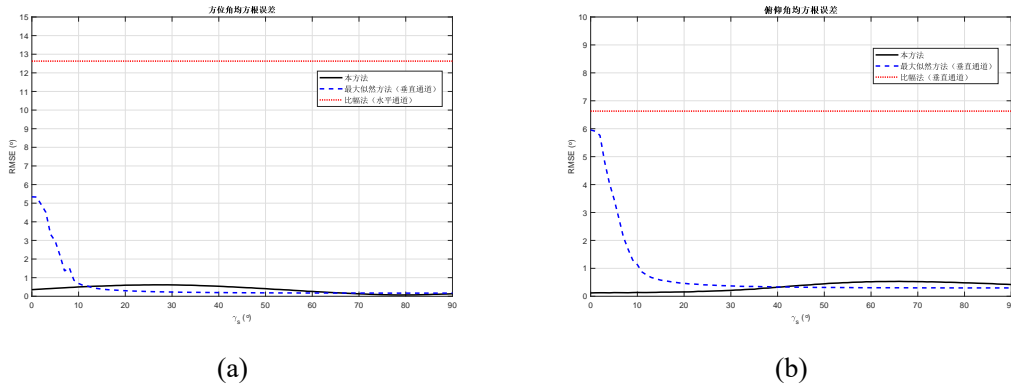 方位角均方根误差
15
14
13
12
11
10
9
8
7
6
5
4
3
2
1
0
RMSE (º)
本方法
最大似然方法（垂直通道）
比幅法（水平通道）
0 10 20 30 40 50 60 70 80 90
γs (º)
(a)
俯仰角均方根误差
10
9
8
7
6
5
4
3
2
1
0
RMSE (º)
本方法
最大似然方法（垂直通道）
比幅法（垂直通道）
0 10 20 30 40 50 60 70 80 90
γs (º)
(b)